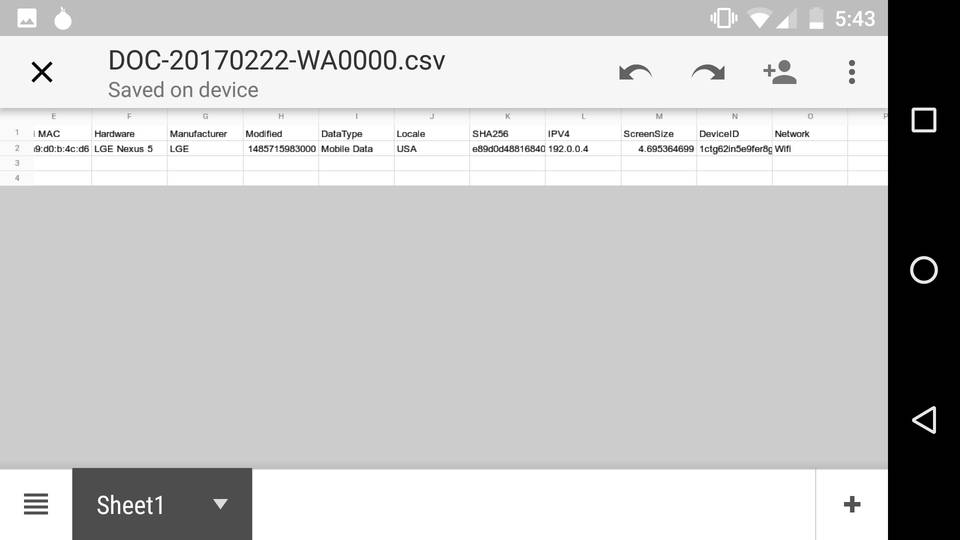 5:43
DOC-20170222-WA0000.csv
Saved on device
E F G H I J K L M N O P
1 MAC Hardware Manufacturer Modified DataType Locale SHA256 IPV4 ScreenSize DeviceID Network
2 :d0:b:4c:d6 LGE Nexus 5 LGE 1485715983000 Mobile Data USA e89d0d48816840 192.0.0.4 4.695364699 1ctg62in5e9fer8g Wifi
3
4
Sheet1